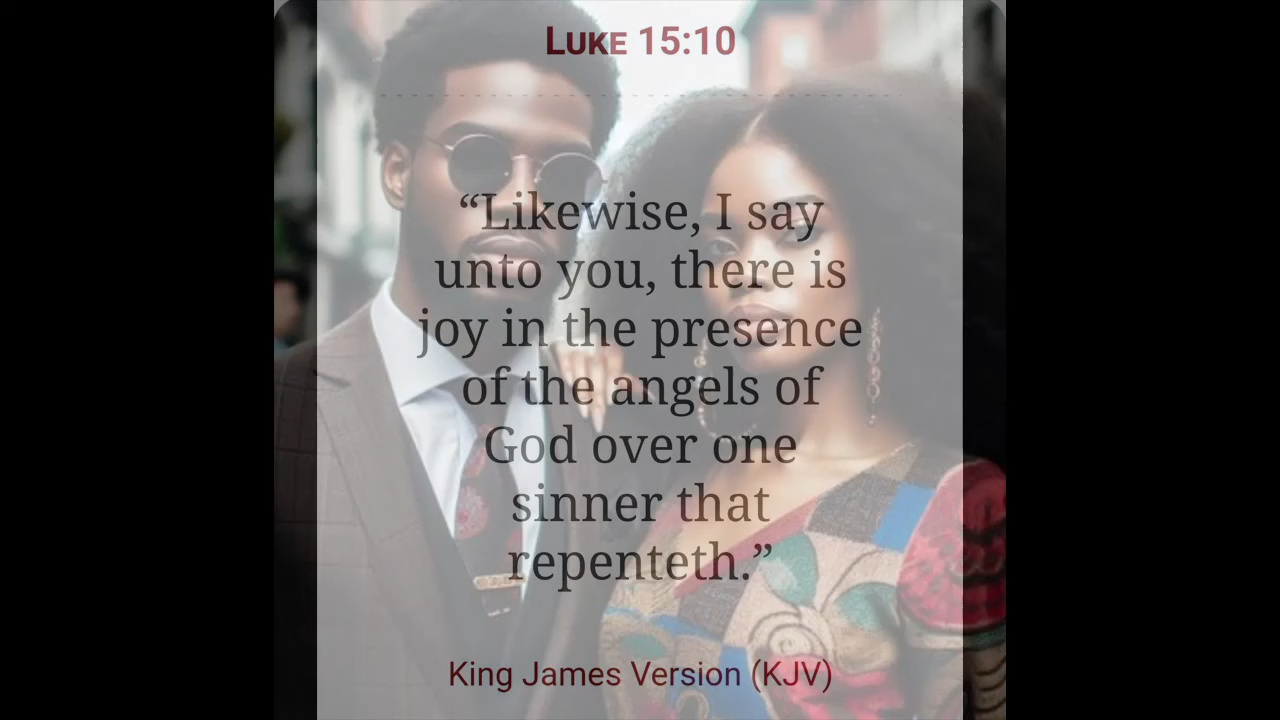 LUKE 15:10
“Likewise, I say
unto you, there is
joy in the presence
of the angels of
God over one
sinner that
repenteth.”
King James Version (KJV)